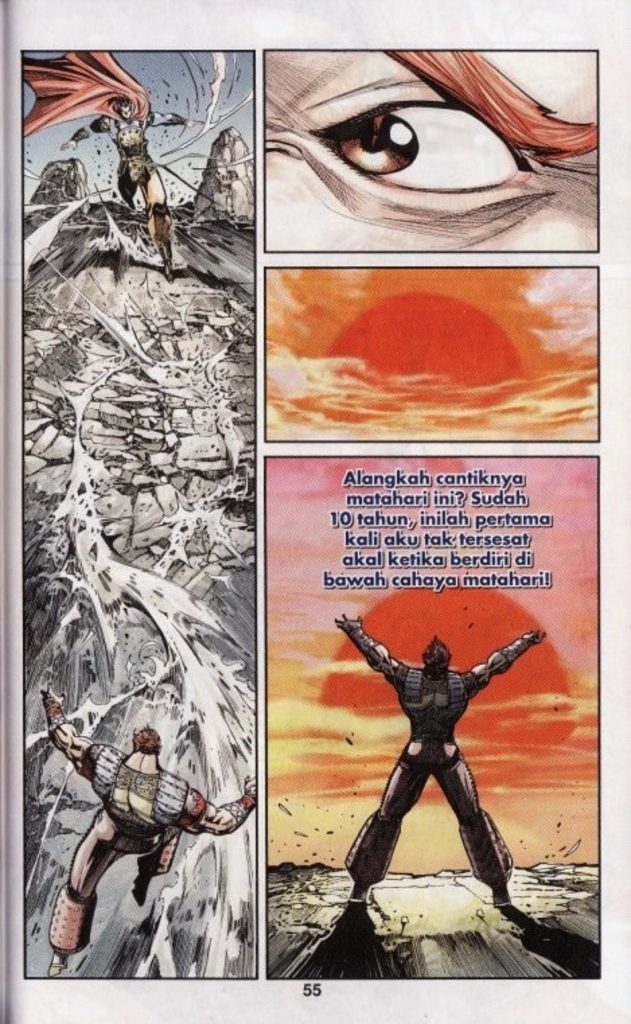 Alangkah cantiknya
matahari ini? Sudah
10 tahun, inilah pertama
kali aku tak tersesat
akal ketika berdiri di
bawah cahaya matahari!
55